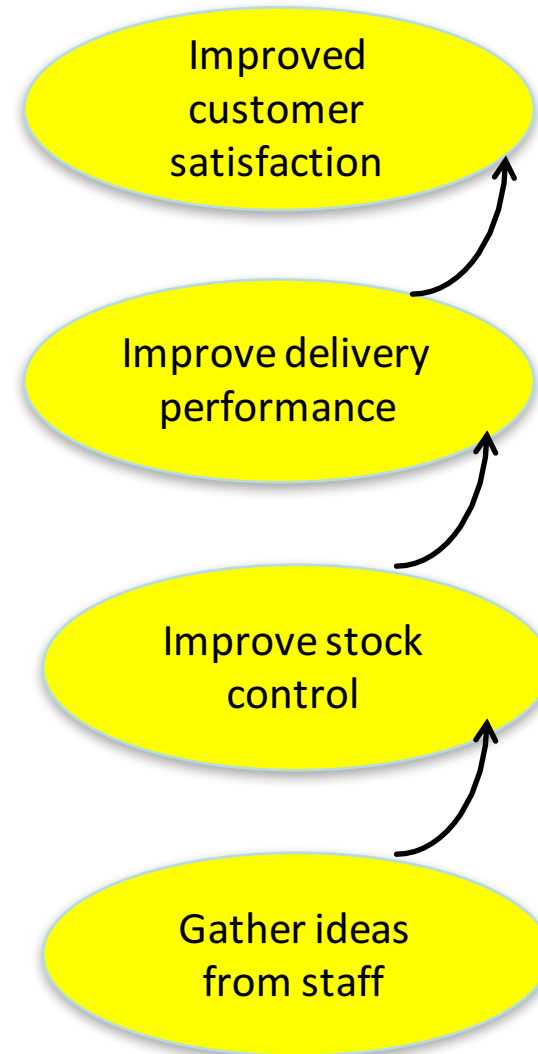 Improved
customer
satisfaction
Improve delivery
performance
Improve stock
control
Gather ideas
from staff